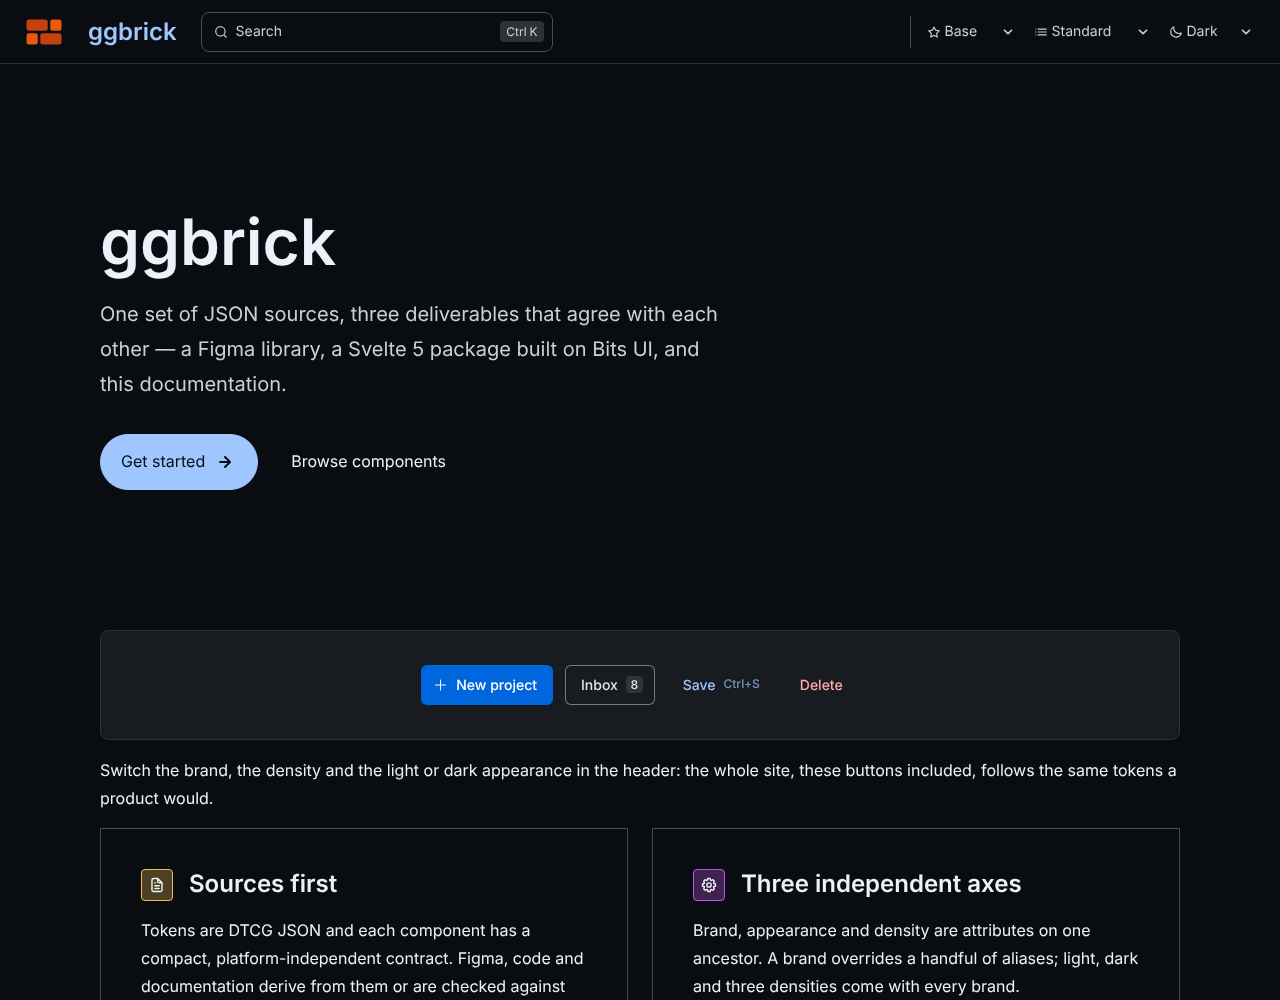 ggbrick
Search
Ctrl K
Base
Standard
Dark
ggbrick
One set of JSON sources, three deliverables that agree with each
other — a Figma library, a Svelte 5 package built on Bits UI, and
this documentation.
Get started
Browse components
New project
Inbox 8
Save Ctrl+S
Delete
Switch the brand, the density and the light or dark appearance in the header: the whole site, these buttons included, follows the same tokens a
product would.
Sources first
Tokens are DTCG JSON and each component has a
compact, platform-independent contract. Figma, code and
documentation derive from them or are checked against
Three independent axes
Brand, appearance and density are attributes on one
ancestor. A brand overrides a handful of aliases; light, dark
and three densities come with every brand.